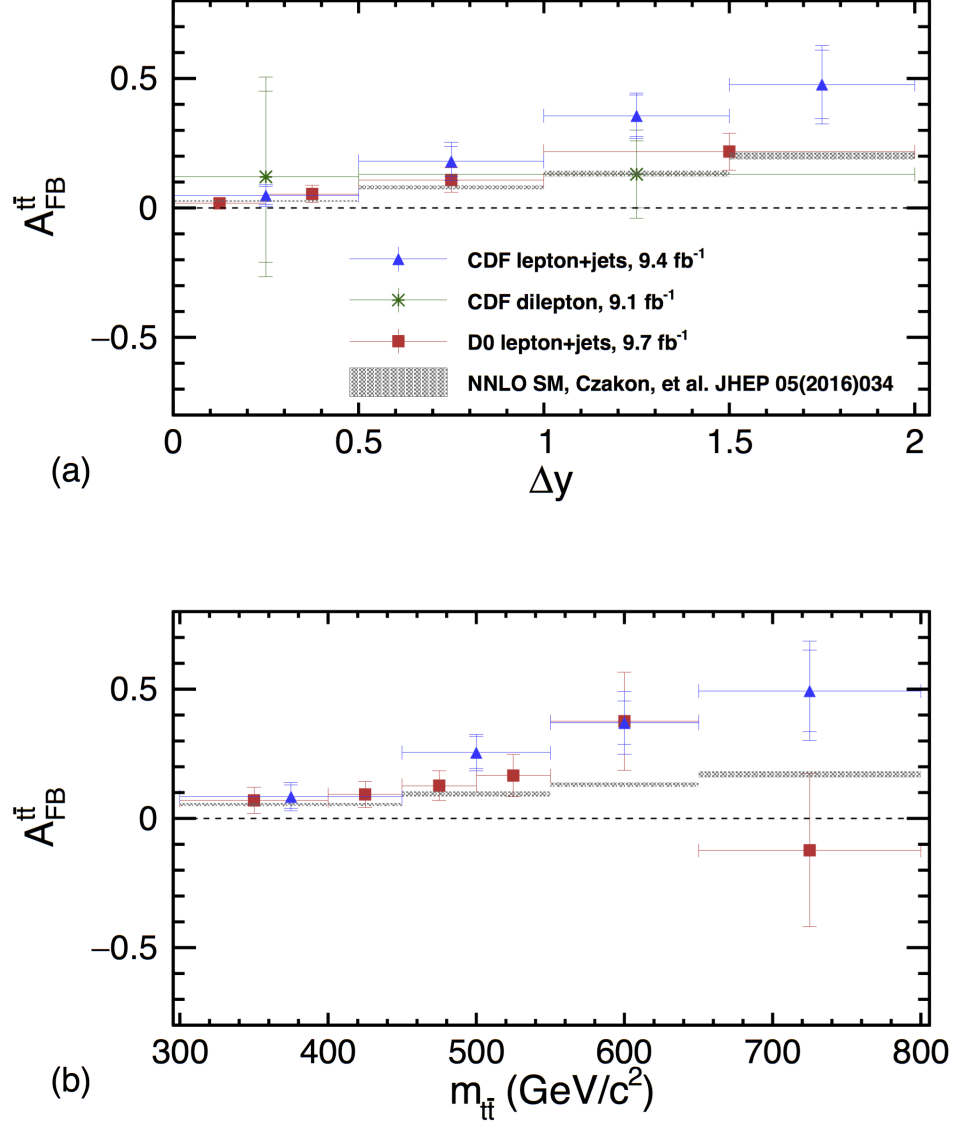 0.5
0
−0.5
A_FB^{tt̄}
CDF lepton+jets, 9.4 fb⁻¹
CDF dilepton, 9.1 fb⁻¹
D0 lepton+jets, 9.7 fb⁻¹
NNLO SM, Czakon, et al. JHEP 05(2016)034
0 0.5 1 1.5 2
(a) Δy
0.5
0
−0.5
A_FB^{tt̄}
300 400 500 600 700 800
(b) m_{tt̄} (GeV/c²)